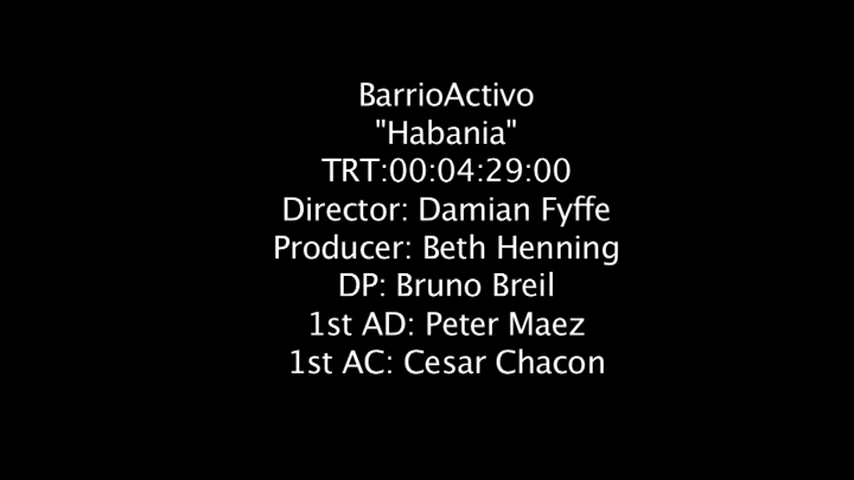 BarrioActivo
"Habania"
TRT:00:04:29:00
Director: Damian Fyffe
Producer: Beth Henning
DP: Bruno Breil
1st AD: Peter Maez
1st AC: Cesar Chacon